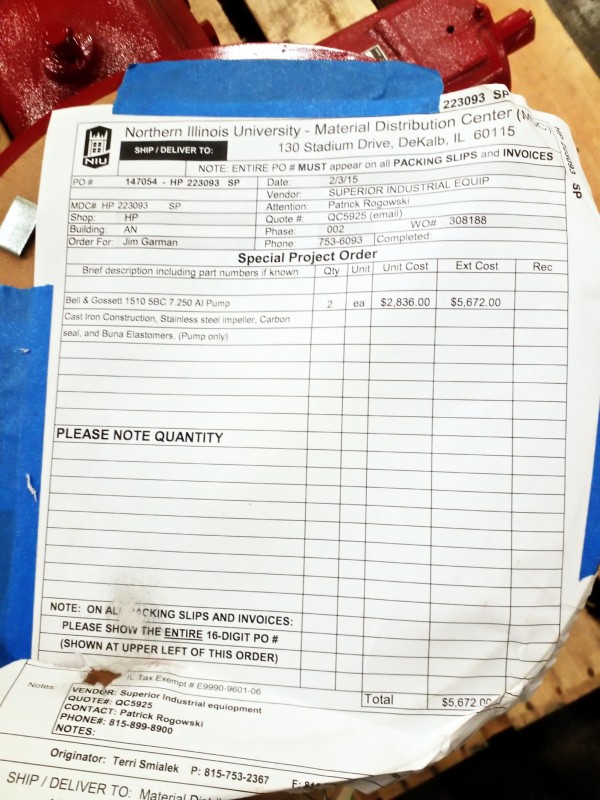 223093 SP
Northern Illinois University - Material Distribution Center
130 Stadium Drive, DeKalb, IL 60115
NIU
SHIP / DELIVER TO:
NOTE: ENTIRE PO # MUST appear on all PACKING SLIPS and INVOICES
223093 SP
PO # 147054 - HP 223093 SP Date: 2/3/15
Vendor: SUPERIOR INDUSTRIAL EQUIP
MDC# HP 223093 SP Attention: Patrick Rogowski
Shop: HP Quote #: QC5925 (email)
Building: AN Phase: 002 WO# 308188
Order For: Jim Garman Phone: 753-6093 Completed:
Special Project Order
Brief description including part numbers if known Qty Unit Unit Cost Ext Cost Rec
Bell & Gossett 1510 5BC 7.250 AI Pump 2 ea $2,836.00 $5,672.00
Cast Iron Construction, Stainless steel impeller, Carbon
seal, and Buna Elastomers. (Pump only)
PLEASE NOTE QUANTITY
NOTE: ON PACKING SLIPS AND INVOICES:
PLEASE SHOW THE ENTIRE 16-DIGIT PO #
(SHOWN AT UPPER LEFT OF THIS ORDER)
IL Tax Exempt # E9990-9601-06
Total $5,672.00
Notes: VENDOR: Superior Industrial equiopment
QUOTE#: QC5925
CONTACT: Patrick Rogowski
PHONE#: 815-899-8900
NOTES:
Originator: Terri Smialek P: 815-753-2367
SHIP / DELIVER TO: Material